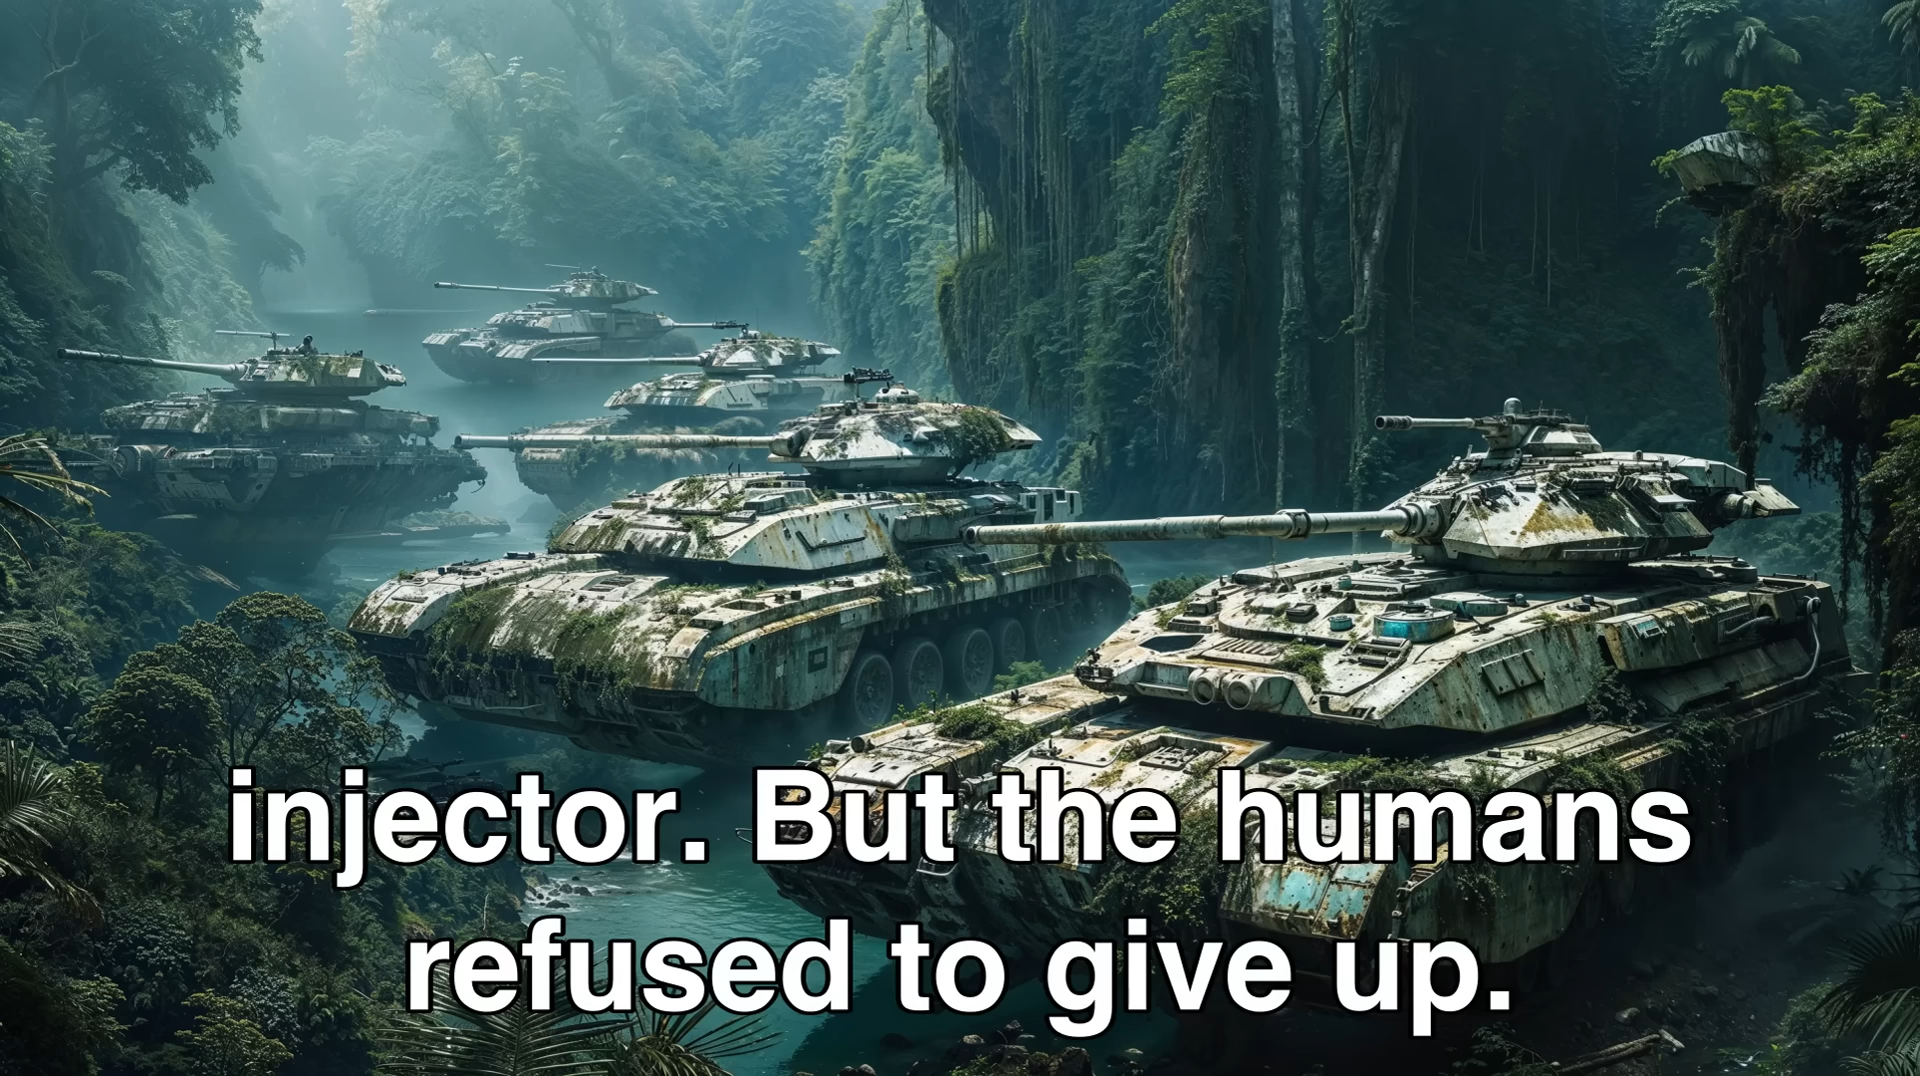 injector. But the humans
refused to give up.